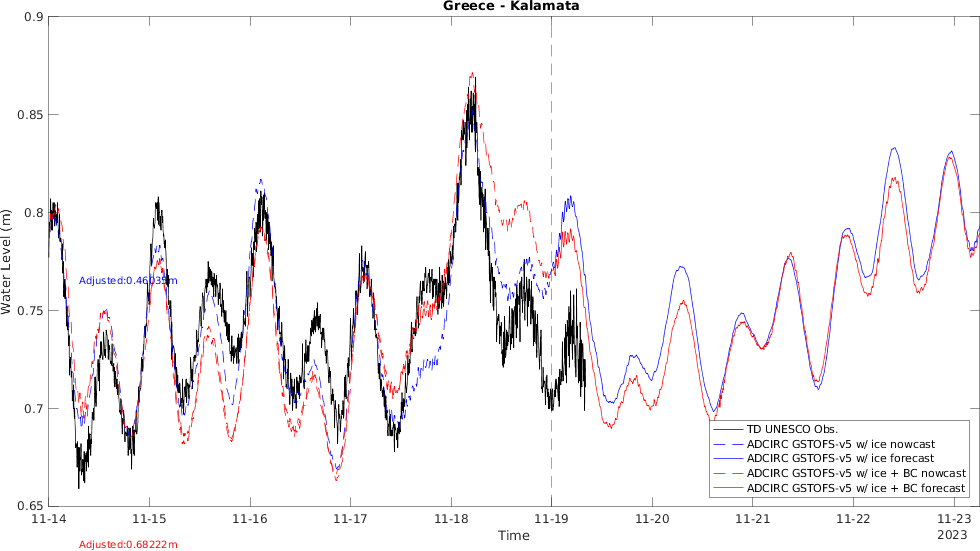 Greece - Kalamata
0.9
0.85
0.8
0.75
0.7
0.65
Water Level (m)
Adjusted:0.46035m
TD UNESCO Obs.
ADCIRC GSTOFS-v5 w/ ice nowcast
ADCIRC GSTOFS-v5 w/ ice forecast
ADCIRC GSTOFS-v5 w/ ice + BC nowcast
ADCIRC GSTOFS-v5 w/ ice + BC forecast
11-14 11-15 11-16 11-17 11-18 11-19 11-20 11-21 11-22 11-23
Time
2023
Adjusted:0.68222m